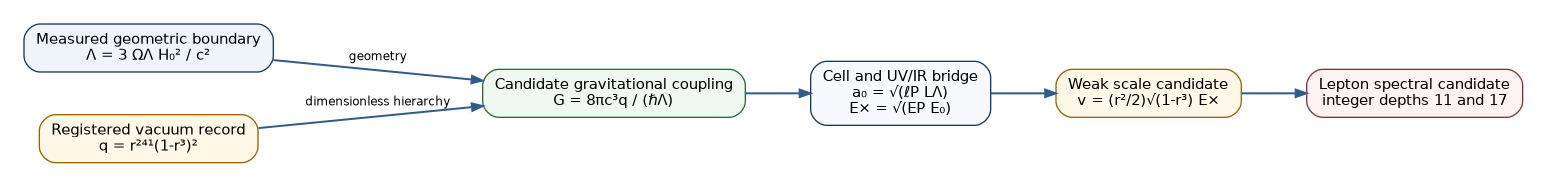 Measured geometric boundary
Λ = 3 ΩΛ H₀² / c²
geometry
dimensionless hierarchy
Registered vacuum record
q = r²⁴¹(1-r³)²
Candidate gravitational coupling
G = 8πc³q / (ℏΛ)
Cell and UV/IR bridge
a₀ = √(ℓP LΛ)
E× = √(EP E₀)
Weak scale candidate
v = (r²/2)√(1-r³) E×
Lepton spectral candidate
integer depths 11 and 17